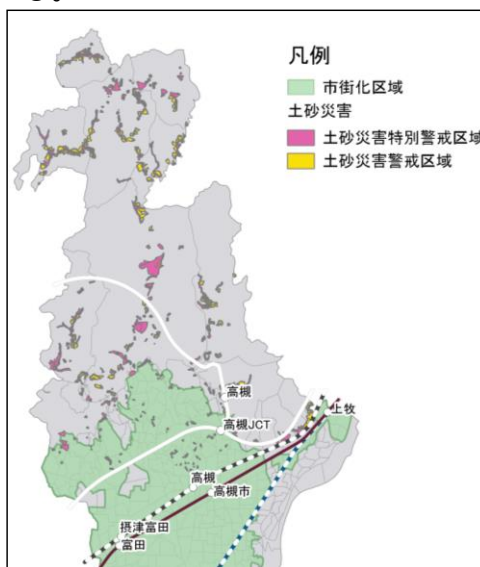 凡例
市街化区域
土砂災害
土砂災害特別警戒区域
土砂災害警戒区域
高槻
上牧
高槻JCT
高槻
高槻市
摂津富田
富田